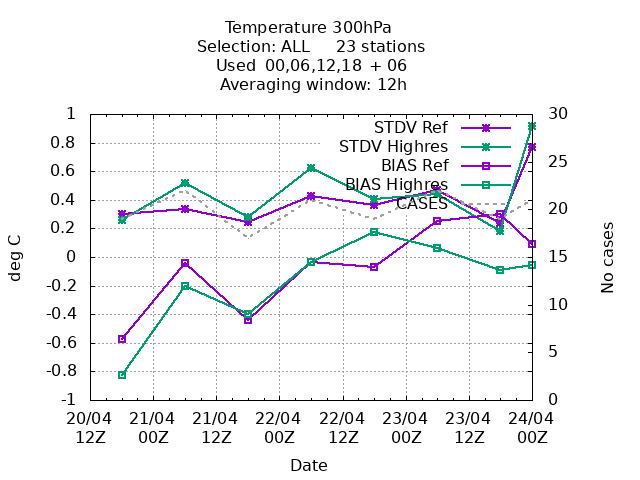 Temperature 300hPa
Selection: ALL     23 stations
Used  00,06,12,18 + 06
Averaging window: 12h
STDV Ref
STDV Highres
BIAS Ref
BIAS Highres
CASES
1
0.8
0.6
0.4
0.2
0
-0.2
-0.4
-0.6
-0.8
-1
deg C
30
25
20
15
10
5
0
No cases
20/04 21/04 21/04 22/04 22/04 23/04 23/04 24/04
12Z 00Z 12Z 00Z 12Z 00Z 12Z 00Z
Date